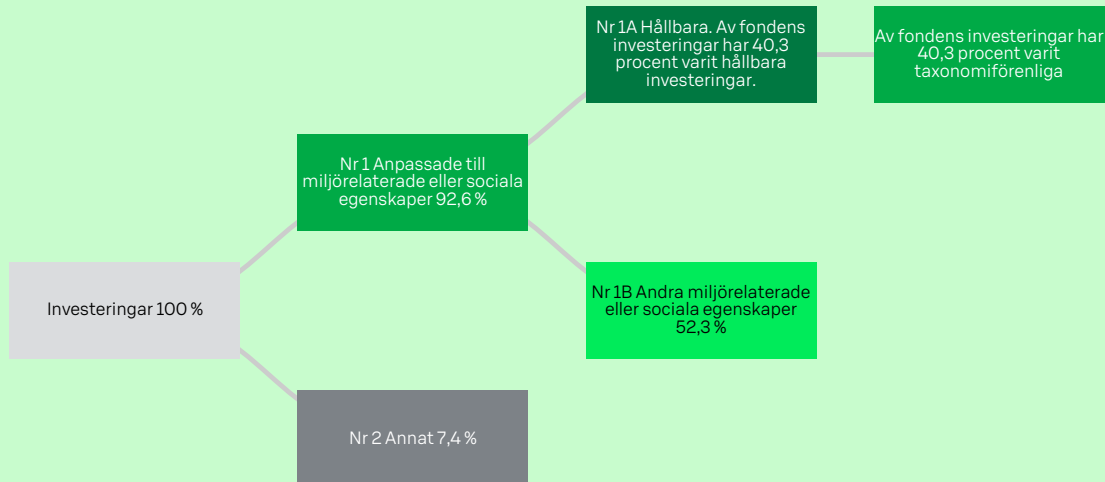 Nr 1A Hållbara. Av fondens
investeringar har 40,3
procent varit hållbara
investeringar.
Av fondens investeringar har
40,3 procent varit
taxonomiförenliga
Nr 1 Anpassade till
miljörelaterade eller sociala
egenskaper 92,6 %
Investeringar 100 %
Nr 1B Andra miljörelaterade
eller sociala egenskaper
52,3 %
Nr 2 Annat 7,4 %